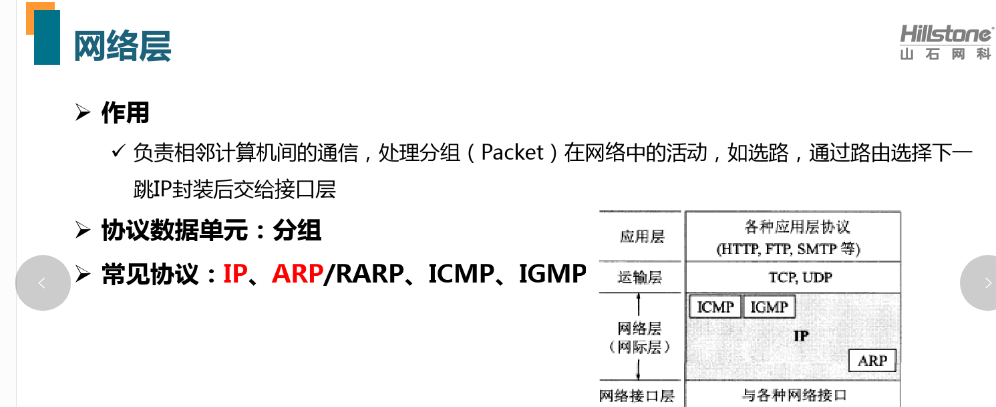 网络层
Hillstone
山石网科
作用
负责相邻计算机间的通信，处理分组（Packet）在网络中的活动，如选路，通过路由选择下一
跳IP封装后交给接口层
协议数据单元：分组
常见协议：IP、ARP/RARP、ICMP、IGMP
应用层
各种应用层协议
(HTTP, FTP, SMTP 等)
运输层
TCP, UDP
ICMP
IGMP
网络层
（网际层）
IP
ARP
网络接口层
与各种网络接口